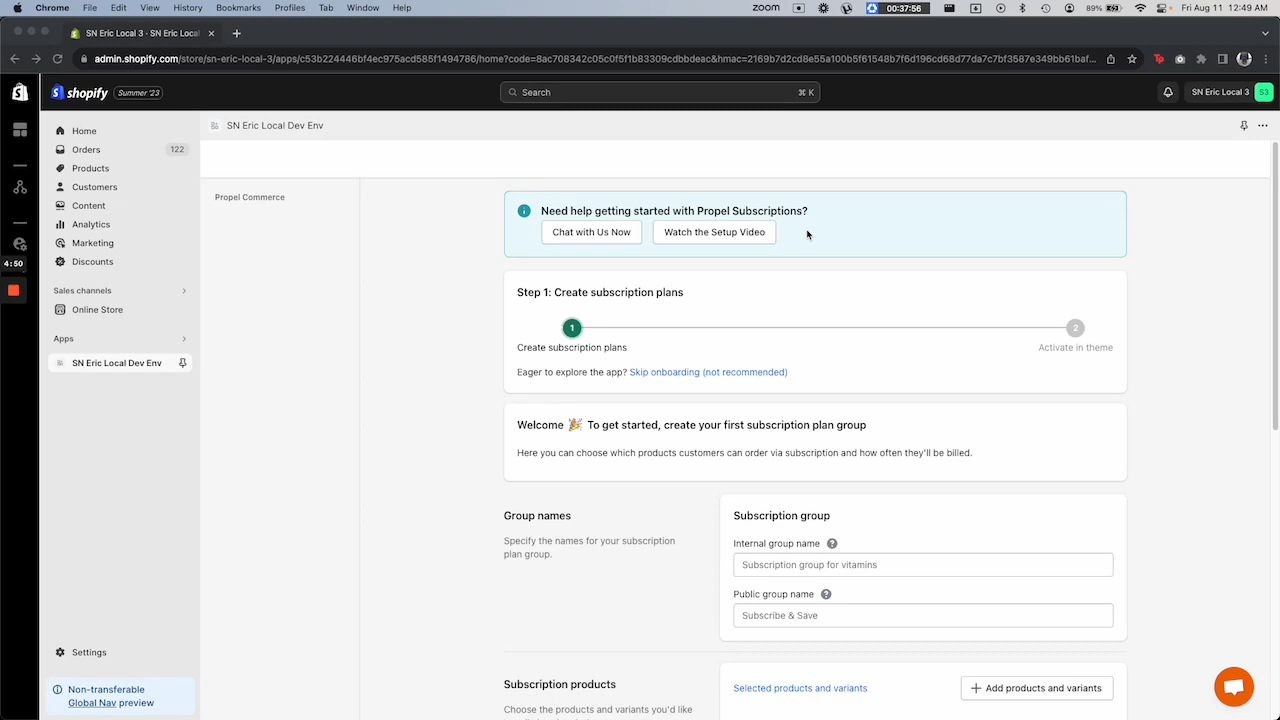 Chrome File Edit View History Bookmarks Profiles Tab Window Help zoom 00:37:56 89% Fri Aug 11 12:49 AM
SN Eric Local 3 · SN Eric Local
admin.shopify.com/store/sn-eric-local-3/apps/c53b224446bf4ec975acd585f1494786/home?code=8ac708342c05c0f5f1b83309cdbbdeac&hmac=2169b7d2cd8e55a100b5f61548b7f6d196cd68d77da7c7bf3587e349bb61baf...
shopify Summer '23 Search ⌘ K SN Eric Local 3 S3
SN Eric Local Dev Env
Home
Orders 122
Products
Customers
Content
Analytics
Marketing
Discounts
4:50
Sales channels
Online Store
Apps
SN Eric Local Dev Env
Settings
Non-transferable
Global Nav preview
Propel Commerce
Need help getting started with Propel Subscriptions?
Chat with Us Now Watch the Setup Video
Step 1: Create subscription plans
1 2
Create subscription plans Activate in theme
Eager to explore the app? Skip onboarding (not recommended)
Welcome 🎉 To get started, create your first subscription plan group
Here you can choose which products customers can order via subscription and how often they'll be billed.
Group names
Specify the names for your subscription
plan group.
Subscription group
Internal group name
Subscription group for vitamins
Public group name
Subscribe & Save
Subscription products
Choose the products and variants you'd like
Selected products and variants Add products and variants